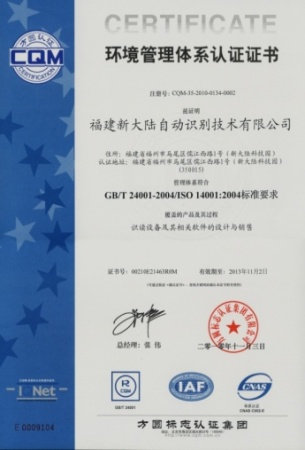 CERTIFICATE
方圆认证
CQM
CERTIFICATION
环境管理体系认证证书
注册号：CQM-35-2010-0134-0002
兹证明
福建新大陆自动识别技术有限公司
住所：福建省福州市马尾区儒江西路1号（新大陆科技园）
认证地址：福建省福州市马尾区儒江西路1号（新大陆科技园）
(350015)
管理体系符合
GB/T 24001-2004/ISO 14001:2004标准要求
覆盖的产品及其过程
识读设备及其相关软件的设计与销售
证书号：00210E21463R0M
有效期至：2013年11月2日
总经理：张伟
二〇一〇年十一月三日
I Net
CQM
GB/T 24001
IAF
CNAS
E 0009104
方圆标志认证集团